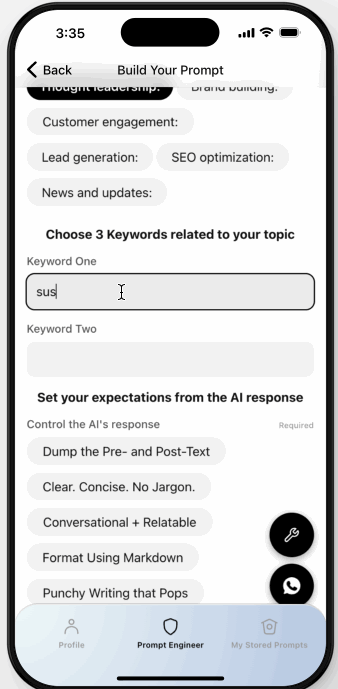 3:35
Back Build Your Prompt
Thought leadership: Brand building:
Customer engagement:
Lead generation: SEO optimization:
News and updates:
Choose 3 Keywords related to your topic
Keyword One
sus
Keyword Two
Set your expectations from the AI response
Control the AI's response Required
Dump the Pre- and Post-Text
Clear. Concise. No Jargon.
Conversational + Relatable
Format Using Markdown
Punchy Writing that Pops
Profile Prompt Engineer My Stored Prompts